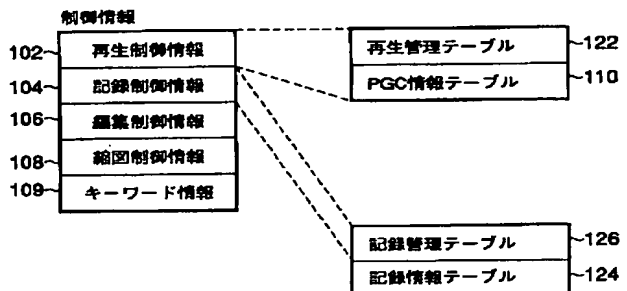 制御情報
102 再生制御情報
104 記録制御情報
106 編集制御情報
108 縮図制御情報
109 キーワード情報
再生管理テーブル 122
PGC情報テーブル 110
記録管理テーブル 126
記録情報テーブル 124